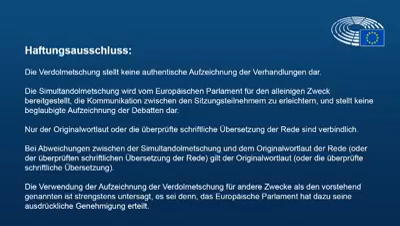 Haftungsausschluss:
Die Verdolmetschung stellt keine authentische Aufzeichnung der Verhandlungen dar.
Die Simultandolmetschung wird vom Europäischen Parlament für den alleinigen Zweck
bereitgestellt, die Kommunikation zwischen den Sitzungsteilnehmern zu erleichtern, und stellt keine
beglaubigte Aufzeichnung der Debatten dar.
Nur der Originalwortlaut oder die überprüfte schriftliche Übersetzung der Rede sind verbindlich.
Bei Abweichungen zwischen der Simultandolmetschung und dem Originalwortlaut der Rede (oder
der überprüften schriftlichen Übersetzung der Rede) gilt der Originalwortlaut (oder die überprüfte
schriftliche Übersetzung).
Die Verwendung der Aufzeichnung der Verdolmetschung für andere Zwecke als den vorstehend
genannten ist strengstens untersagt, es sei denn, das Europäische Parlament hat dazu seine
ausdrückliche Genehmigung erteilt.